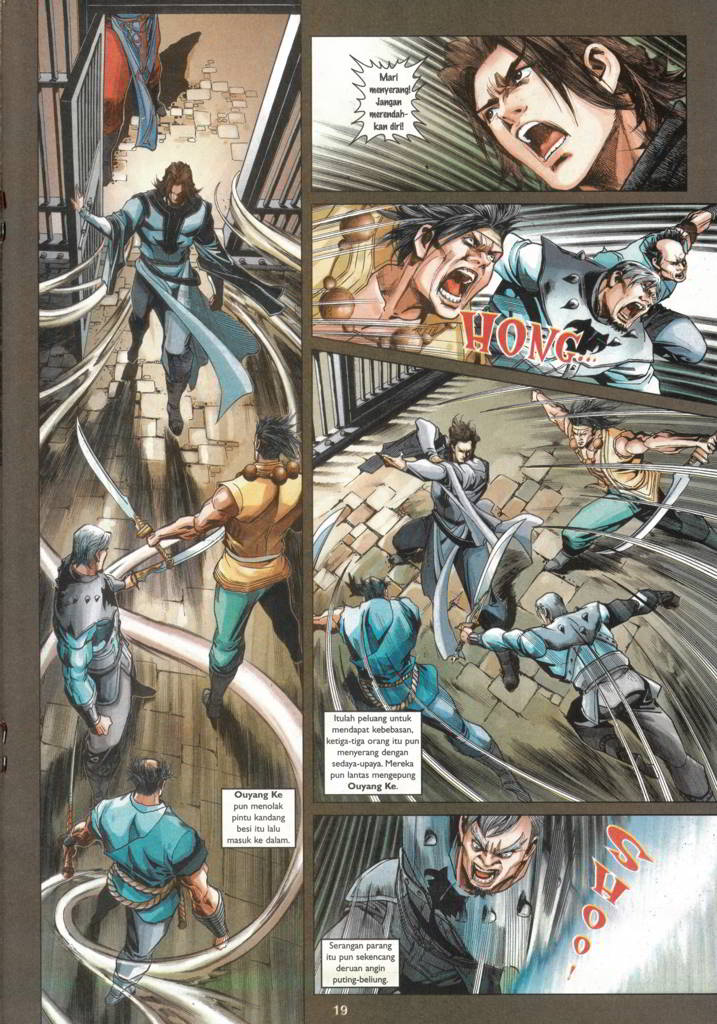 Ouyang Ke
pun menolak
pintu kandang
besi itu lalu
masuk ke dalam.
Mari
menyerang!
Jangan
merendah-
kan diri!
HONG...
Itulah peluang untuk
mendapat kebebasan,
ketiga-tiga orang itu pun
menyerang dengan
sedaya-upaya. Mereka
pun lantas mengepung
Ouyang Ke.
SHOO!
Serangan parang
itu pun sekencang
deruan angin
puting-beliung.
19